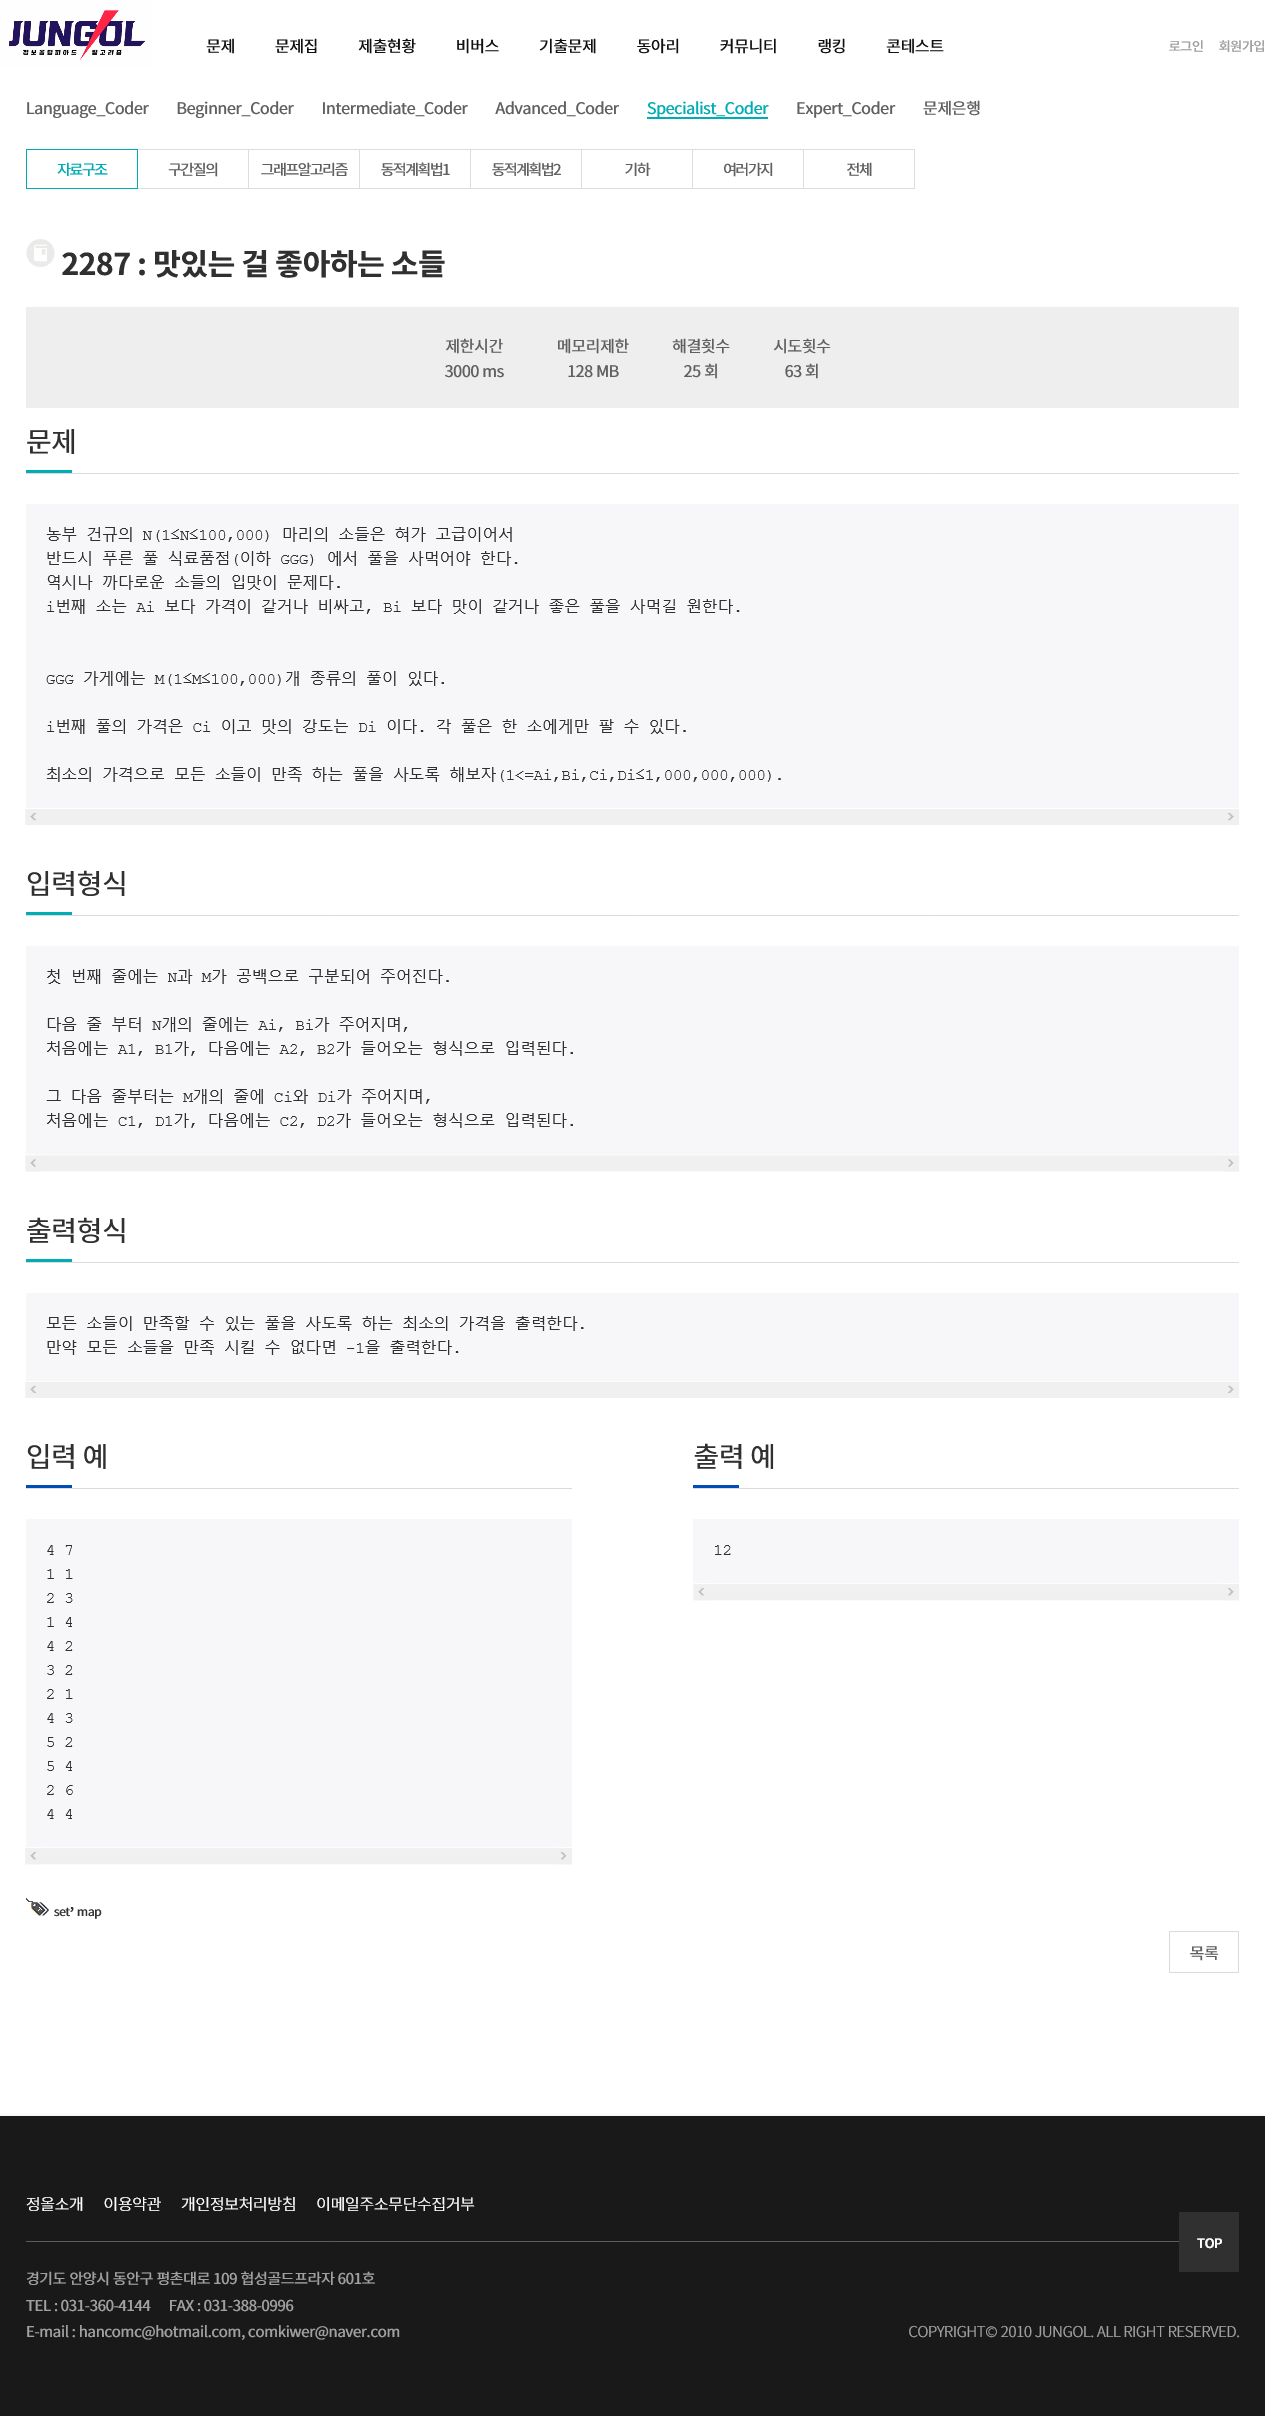 JUNGOL
정보올림피아드 알고리즘
문제 문제집 제출현황 비버스 기출문제 동아리 커뮤니티 랭킹 콘테스트 로그인 회원가입
Language_Coder Beginner_Coder Intermediate_Coder Advanced_Coder Specialist_Coder Expert_Coder 문제은행
자료구조 구간질의 그래프알고리즘 동적계획법1 동적계획법2 기하 여러가지 전체
2287 : 맛있는 걸 좋아하는 소들
제한시간 메모리제한 해결횟수 시도횟수
3000 ms 128 MB 25 회 63 회
문제
농부 건규의 N(1≤N≤100,000) 마리의 소들은 혀가 고급이어서
반드시 푸른 풀 식료품점(이하 GGG) 에서 풀을 사먹어야 한다.
역시나 까다로운 소들의 입맛이 문제다.
i번째 소는 Ai 보다 가격이 같거나 비싸고, Bi 보다 맛이 같거나 좋은 풀을 사먹길 원한다.
GGG 가게에는 M(1≤M≤100,000)개 종류의 풀이 있다.
i번째 풀의 가격은 Ci 이고 맛의 강도는 Di 이다. 각 풀은 한 소에게만 팔 수 있다.
최소의 가격으로 모든 소들이 만족 하는 풀을 사도록 해보자(1<=Ai,Bi,Ci,Di≤1,000,000,000).
입력형식
첫 번째 줄에는 N과 M가 공백으로 구분되어 주어진다.
다음 줄 부터 N개의 줄에는 Ai, Bi가 주어지며,
처음에는 A1, B1가, 다음에는 A2, B2가 들어오는 형식으로 입력된다.
그 다음 줄부터는 M개의 줄에 Ci와 Di가 주어지며,
처음에는 C1, D1가, 다음에는 C2, D2가 들어오는 형식으로 입력된다.
출력형식
모든 소들이 만족할 수 있는 풀을 사도록 하는 최소의 가격을 출력한다.
만약 모든 소들을 만족 시킬 수 없다면 -1을 출력한다.
입력 예
4 7
1 1
2 3
1 4
4 2
3 2
2 1
4 3
5 2
5 4
2 6
4 4
출력 예
12
set’ map
목록
정올소개 이용약관 개인정보처리방침 이메일주소무단수집거부
TOP
경기도 안양시 동안구 평촌대로 109 협성골드프라자 601호
TEL : 031-360-4144 FAX : 031-388-0996
E-mail : hancomc@hotmail.com, comkiwer@naver.com
COPYRIGHT© 2010 JUNGOL. ALL RIGHT RESERVED.